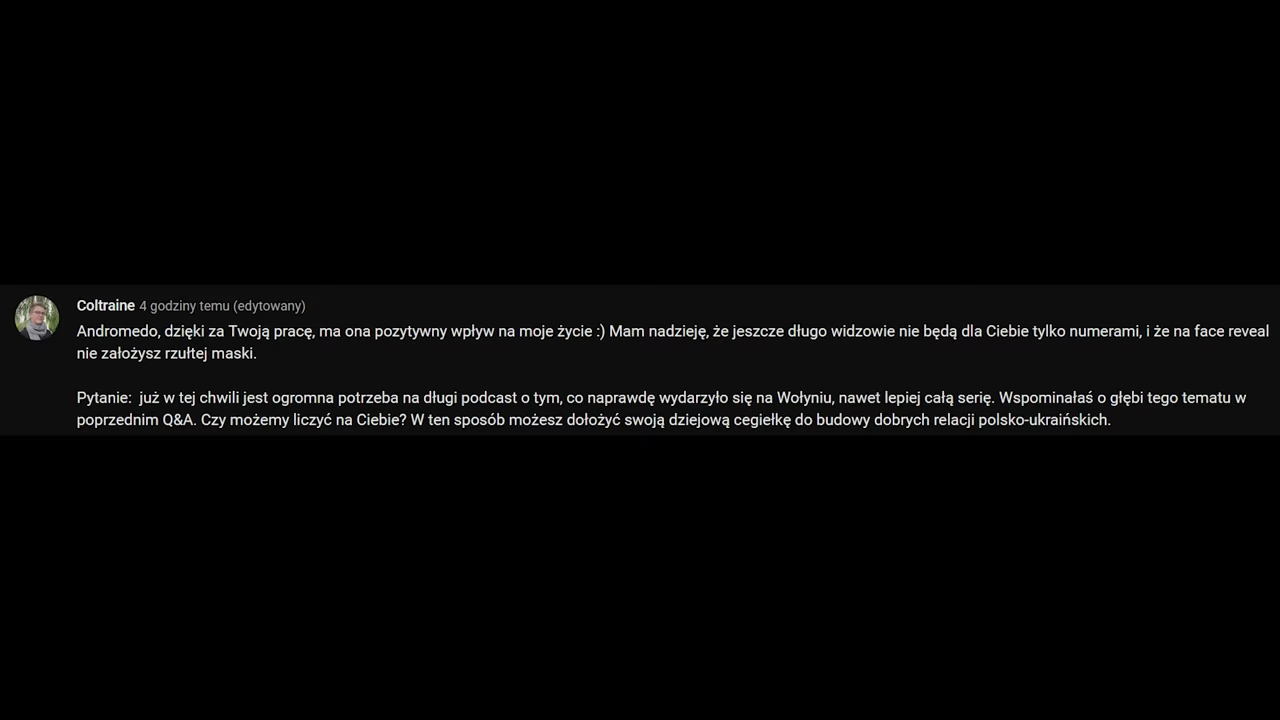 Coltraine 4 godziny temu (edytowany)
Andromedo, dzięki za Twoją pracę, ma ona pozytywny wpływ na moje życie :) Mam nadzieję, że jeszcze długo widzowie nie będą dla Ciebie tylko numerami, i że na face reveal
nie założysz rzułtej maski.
Pytanie:  już w tej chwili jest ogromna potrzeba na długi podcast o tym, co naprawdę wydarzyło się na Wołyniu, nawet lepiej całą serię. Wspominałaś o głębi tego tematu w
poprzednim Q&A. Czy możemy liczyć na Ciebie? W ten sposób możesz dołożyć swoją dziejową cegiełkę do budowy dobrych relacji polsko-ukraińskich.